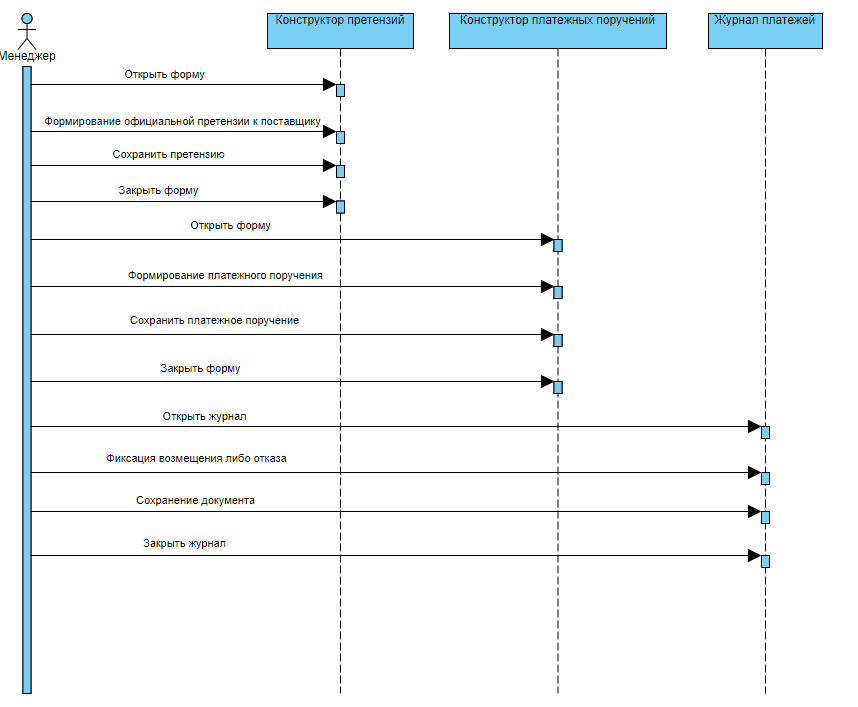 Конструктор претензий
Конструктор платежных поручений
Журнал платежей
Менеджер
Открыть форму
Формирование официальной претензии к поставщику
Сохранить претензию
Закрыть форму
Открыть форму
Формирование платежного поручения
Сохранить платежное поручение
Закрыть форму
Открыть журнал
Фиксация возмещения либо отказа
Сохранение документа
Закрыть журнал